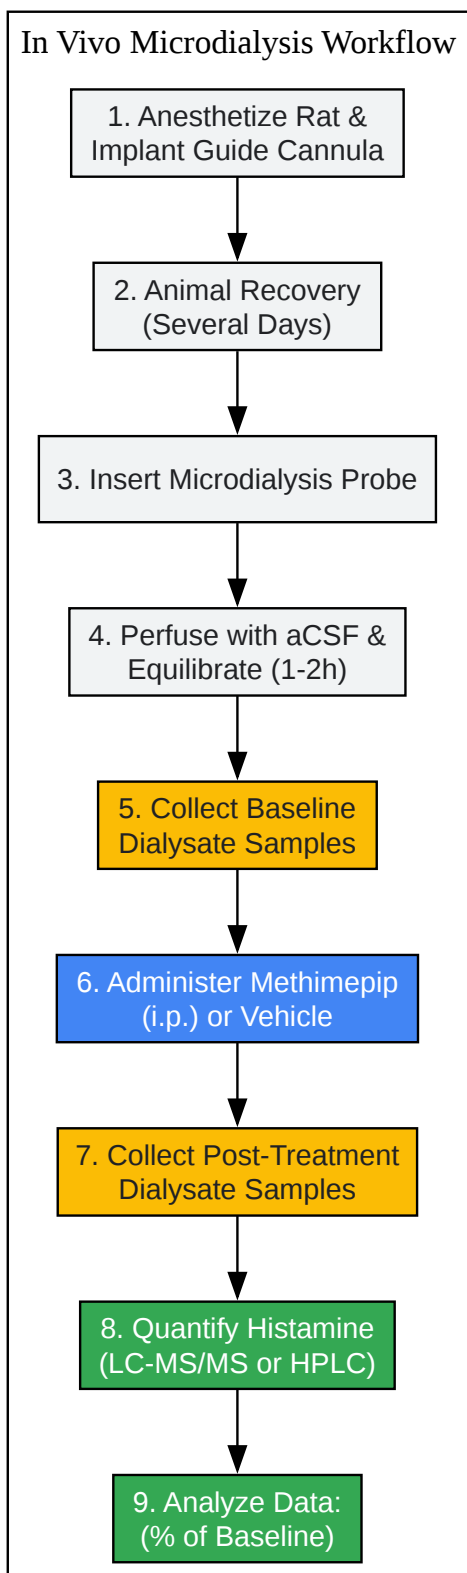 In Vivo Microdialysis Workflow
1. Anesthetize Rat &
Implant Guide Cannula
2. Animal Recovery
(Several Days)
3. Insert Microdialysis Probe
4. Perfuse with aCSF &
Equilibrate (1-2h)
5. Collect Baseline
Dialysate Samples
6. Administer Methimepip
(i.p.) or Vehicle
7. Collect Post-Treatment
Dialysate Samples
8. Quantify Histamine
(LC-MS/MS or HPLC)
9. Analyze Data:
(% of Baseline)